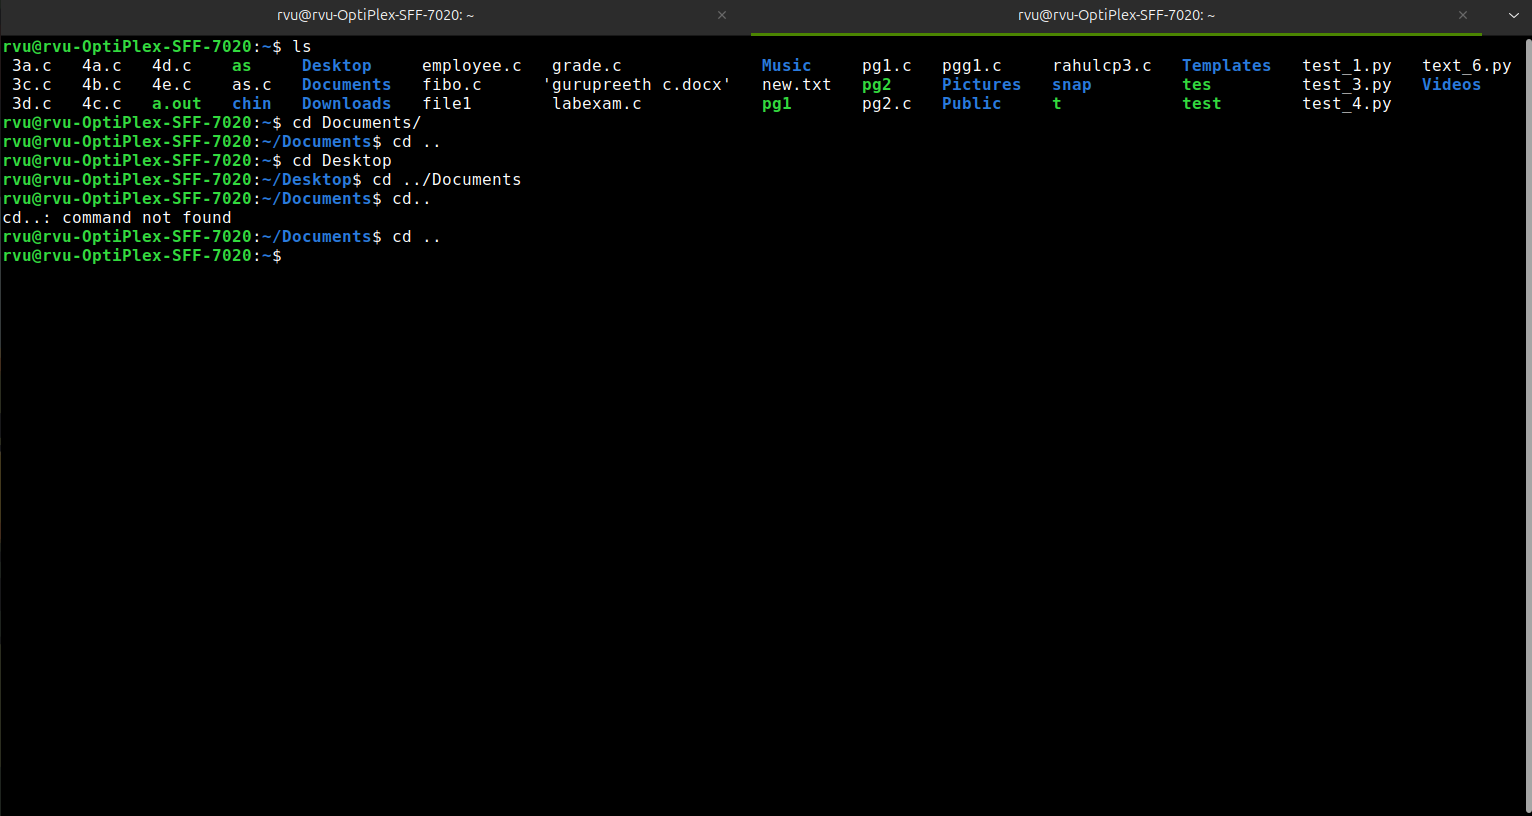 rvu@rvu-OptiPlex-SFF-7020: ~ × rvu@rvu-OptiPlex-SFF-7020: ~ ×
rvu@rvu-OptiPlex-SFF-7020:~$ ls
3a.c 4a.c 4d.c as Desktop employee.c grade.c Music pg1.c pgg1.c rahulcp3.c Templates test_1.py text_6.py
3c.c 4b.c 4e.c as.c Documents fibo.c 'gurupreeth c.docx' new.txt pg2 Pictures snap tes test_3.py Videos
3d.c 4c.c a.out chin Downloads file1 labexam.c pg1 pg2.c Public t test test_4.py
rvu@rvu-OptiPlex-SFF-7020:~$ cd Documents/
rvu@rvu-OptiPlex-SFF-7020:~/Documents$ cd ..
rvu@rvu-OptiPlex-SFF-7020:~$ cd Desktop
rvu@rvu-OptiPlex-SFF-7020:~/Desktop$ cd ../Documents
rvu@rvu-OptiPlex-SFF-7020:~/Documents$ cd..
cd..: command not found
rvu@rvu-OptiPlex-SFF-7020:~/Documents$ cd ..
rvu@rvu-OptiPlex-SFF-7020:~$